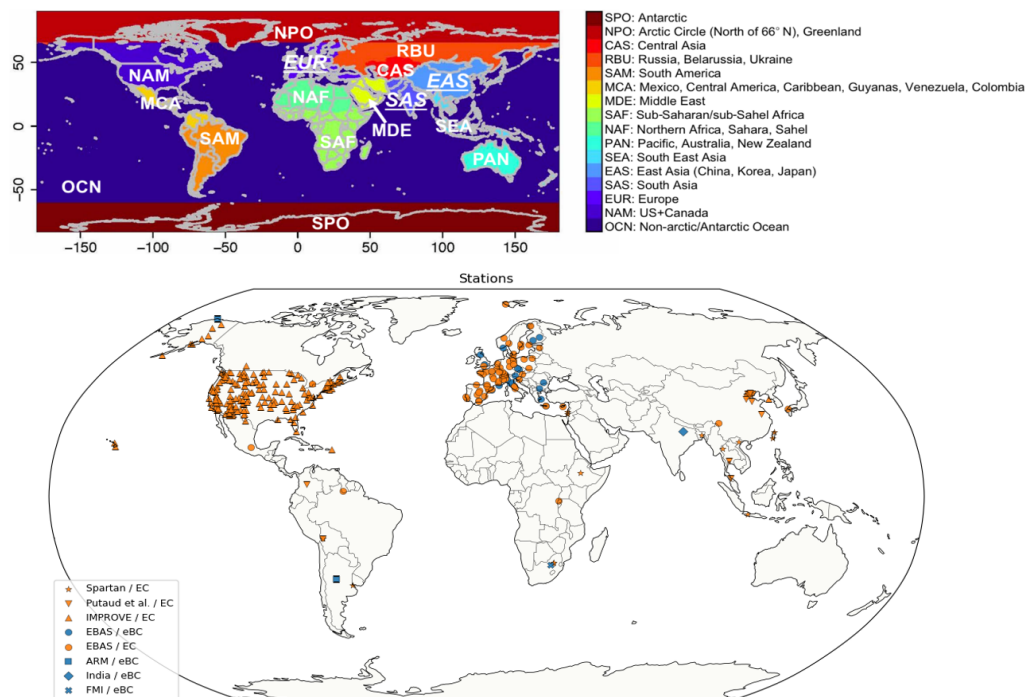 SPO: Antarctic
NPO: Arctic Circle (North of 66° N), Greenland
CAS: Central Asia
RBU: Russia, Belarussia, Ukraine
SAM: South America
MCA: Mexico, Central America, Caribbean, Guyanas, Venezuela, Colombia
MDE: Middle East
SAF: Sub-Saharan/sub-Sahel Africa
NAF: Northern Africa, Sahara, Sahel
PAN: Pacific, Australia, New Zealand
SEA: South East Asia
EAS: East Asia (China, Korea, Japan)
SAS: South Asia
EUR: Europe
NAM: US+Canada
OCN: Non-arctic/Antarctic Ocean
NPO
RBU
EUR
CAS
NAM
EAS
NAF
SAS
MCA
MDE
SEA
SAM
SAF
PAN
OCN
SPO
50
0
−50
−150 −100 −50 0 50 100 150
Stations
Spartan / EC
Putaud et al. / EC
IMPROVE / EC
EBAS / eBC
EBAS / EC
ARM / eBC
India / eBC
FMI / eBC